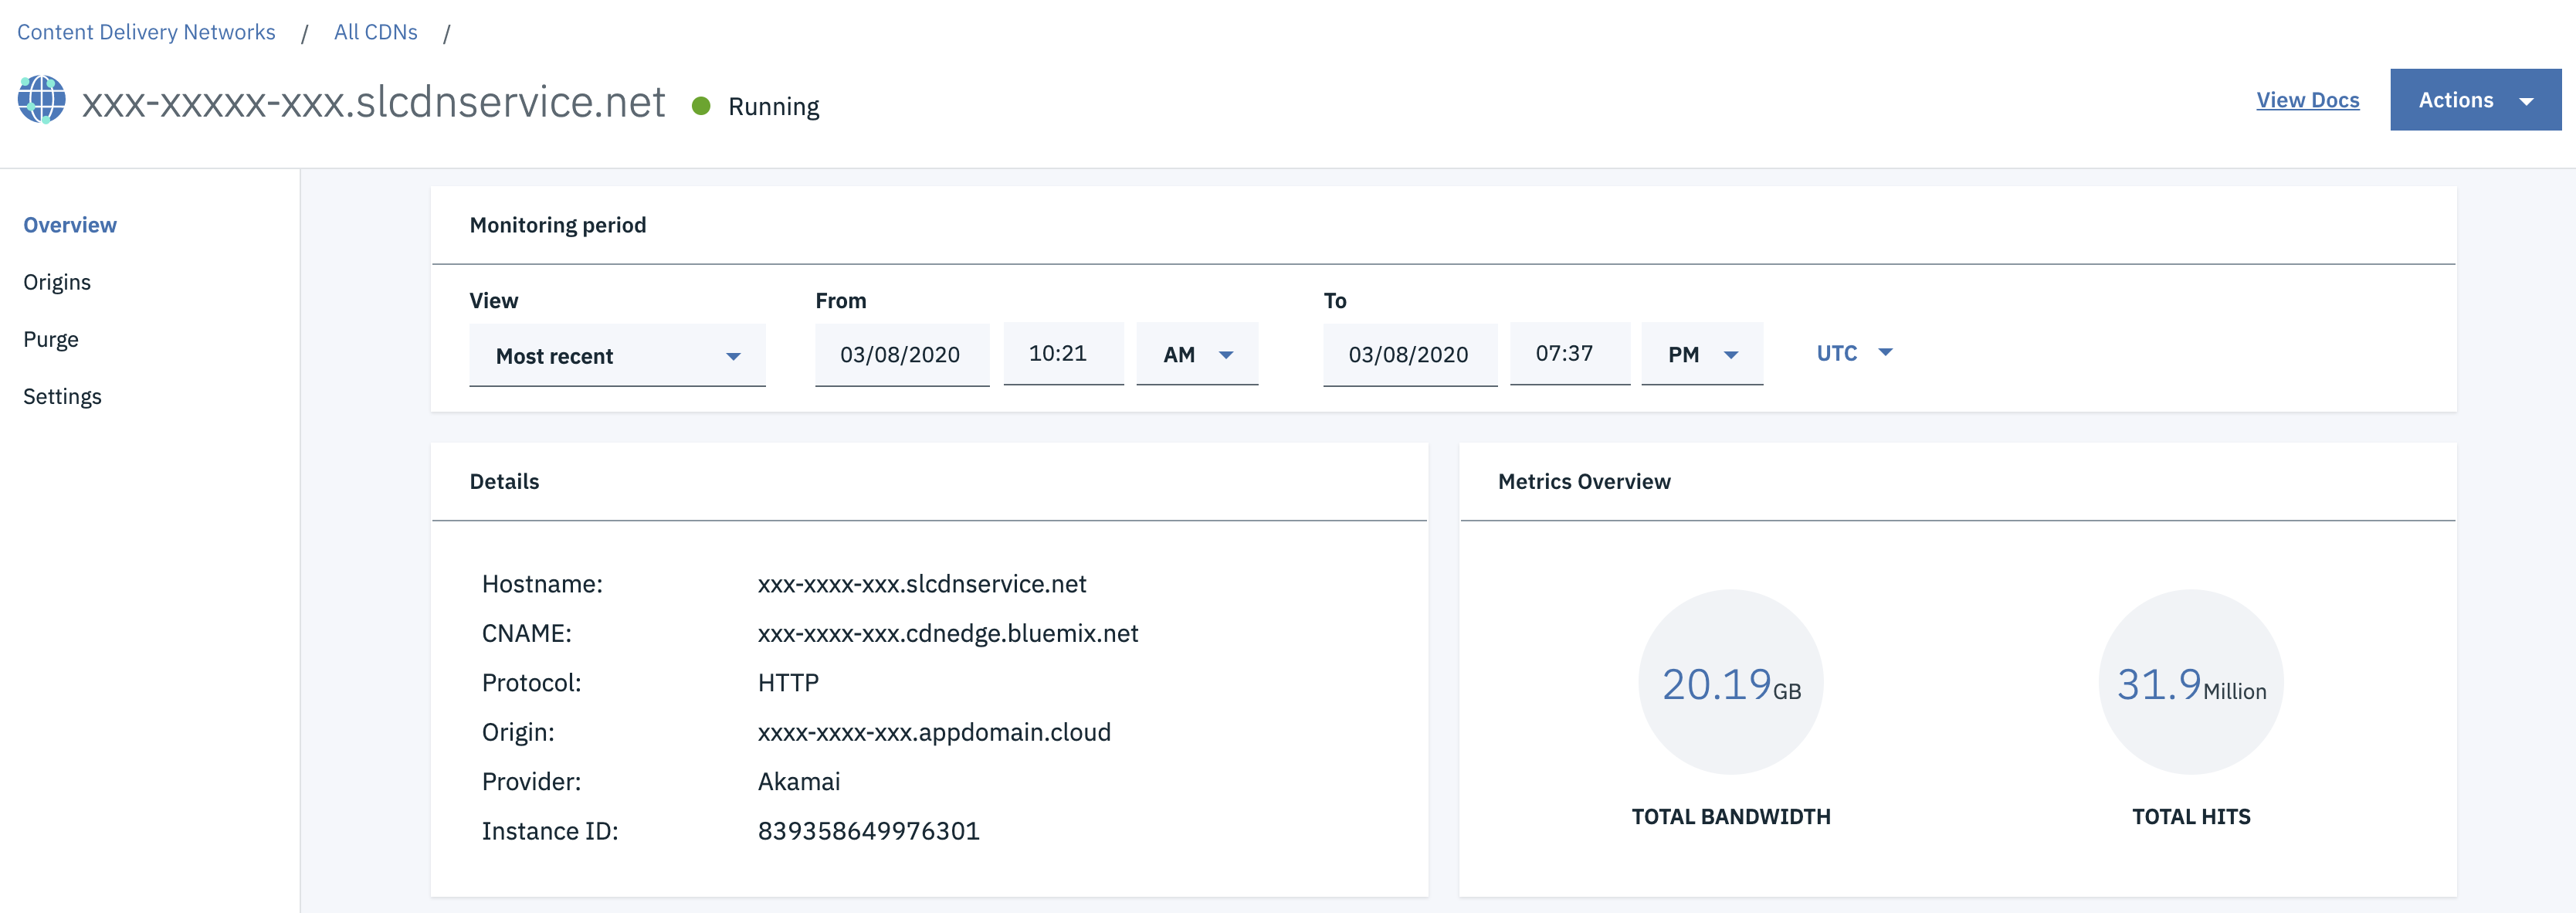 Content Delivery Networks / All CDNs /
xxx-xxxxx-xxx.slcdnservice.net Running
View Docs Actions
Overview
Origins
Purge
Settings
Monitoring period
View From To
Most recent 03/08/2020 10:21 AM 03/08/2020 07:37 PM UTC
Details
Hostname: xxx-xxxx-xxx.slcdnservice.net
CNAME: xxx-xxxx-xxx.cdnedge.bluemix.net
Protocol: HTTP
Origin: xxxx-xxxx-xxx.appdomain.cloud
Provider: Akamai
Instance ID: 839358649976301
Metrics Overview
20.19GB 31.9Million
TOTAL BANDWIDTH TOTAL HITS